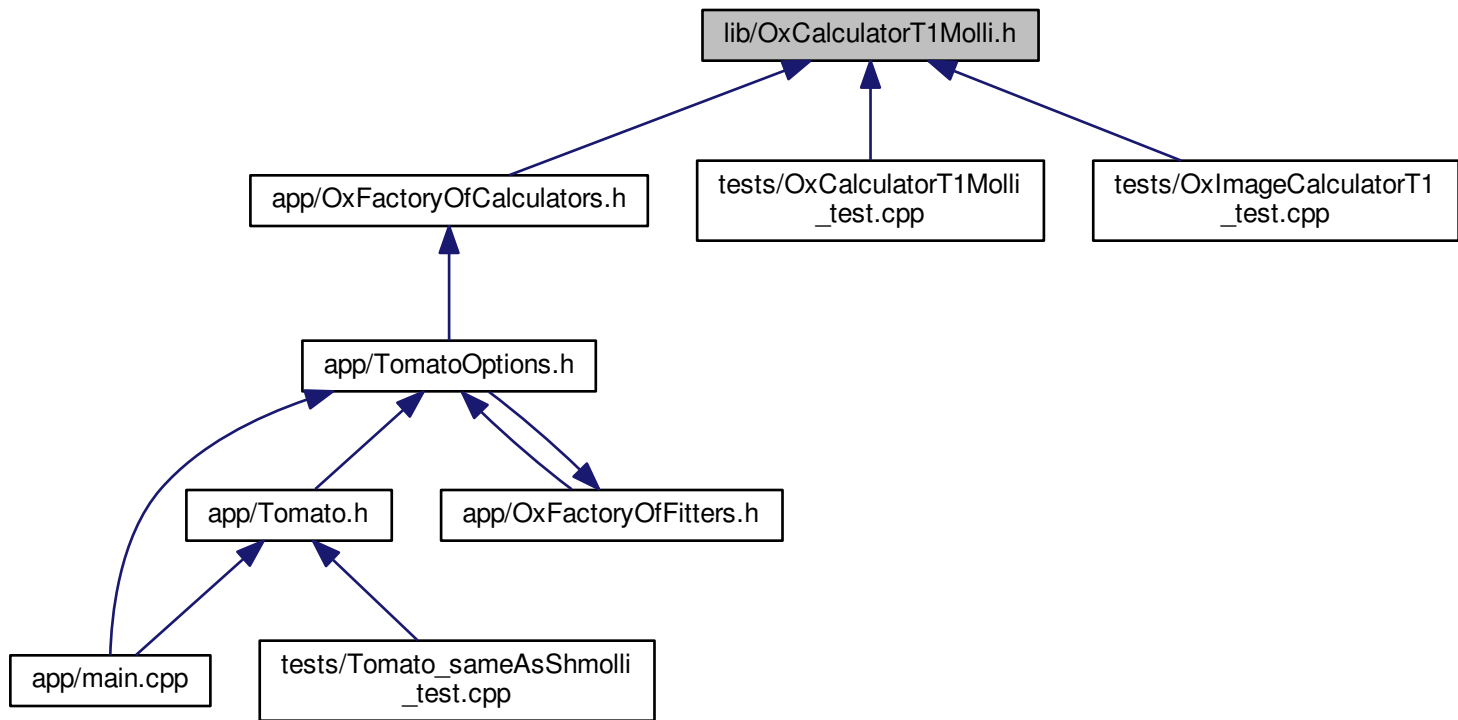 lib/OxCalculatorT1Molli.h
app/OxFactoryOfCalculators.h
tests/OxCalculatorT1Molli
_test.cpp
tests/OxImageCalculatorT1
_test.cpp
app/TomatoOptions.h
app/Tomato.h
app/OxFactoryOfFitters.h
app/main.cpp
tests/Tomato_sameAsShmolli
_test.cpp